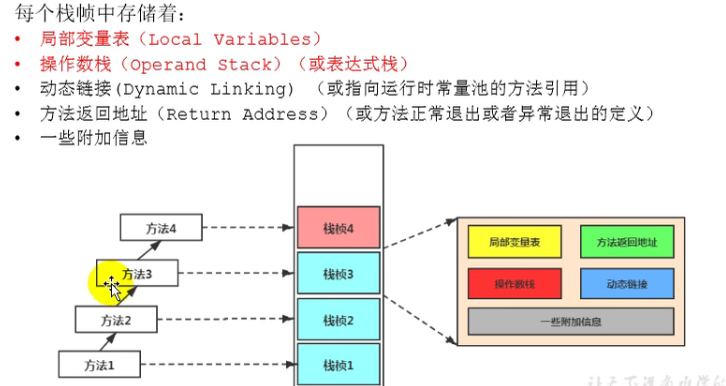 每个栈帧中存储着：
• 局部变量表（Local Variables）
• 操作数栈（Operand Stack）（或表达式栈）
• 动态链接(Dynamic Linking) （或指向运行时常量池的方法引用）
• 方法返回地址（Return Address）（或方法正常退出或者异常退出的定义）
• 一些附加信息
方法4
栈桢4
方法3
栈桢3
方法2
栈桢2
方法1
栈桢1
局部变量表
方法返回地址
操作数栈
动态链接
一些附加信息